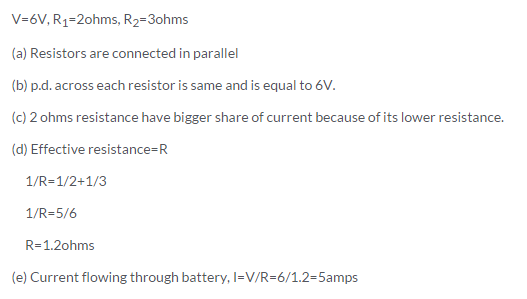 V=6V, R₁=2ohms, R₂=3ohms
(a) Resistors are connected in parallel
(b) p.d. across each resistor is same and is equal to 6V.
(c) 2 ohms resistance have bigger share of current because of its lower resistance.
(d) Effective resistance=R
1/R=1/2+1/3
1/R=5/6
R=1.2ohms
(e) Current flowing through battery, I=V/R=6/1.2=5amps